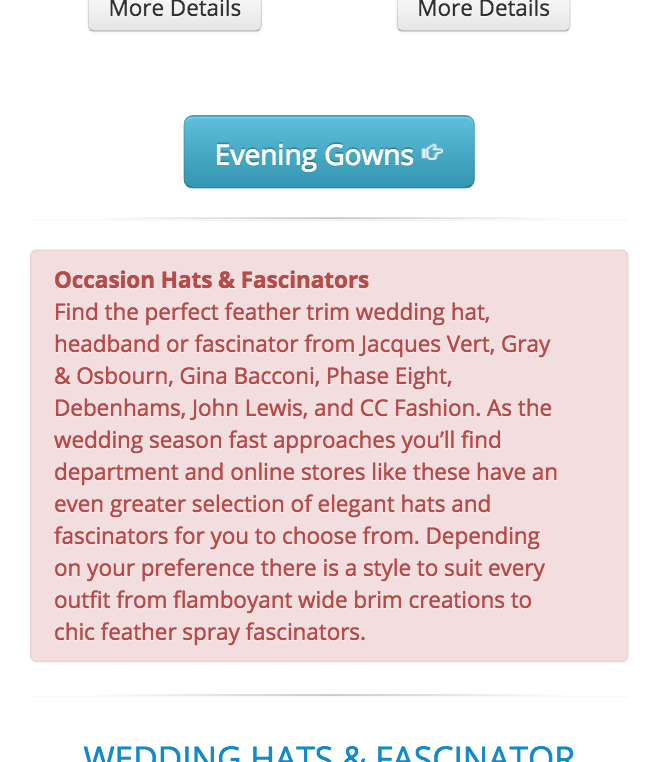 More Details More Details
Evening Gowns
Occasion Hats & Fascinators
Find the perfect feather trim wedding hat,
headband or fascinator from Jacques Vert, Gray
& Osbourn, Gina Bacconi, Phase Eight,
Debenhams, John Lewis, and CC Fashion. As the
wedding season fast approaches you’ll find
department and online stores like these have an
even greater selection of elegant hats and
fascinators for you to choose from. Depending
on your preference there is a style to suit every
outfit from flamboyant wide brim creations to
chic feather spray fascinators.
WEDDING HATS & FASCINATOR